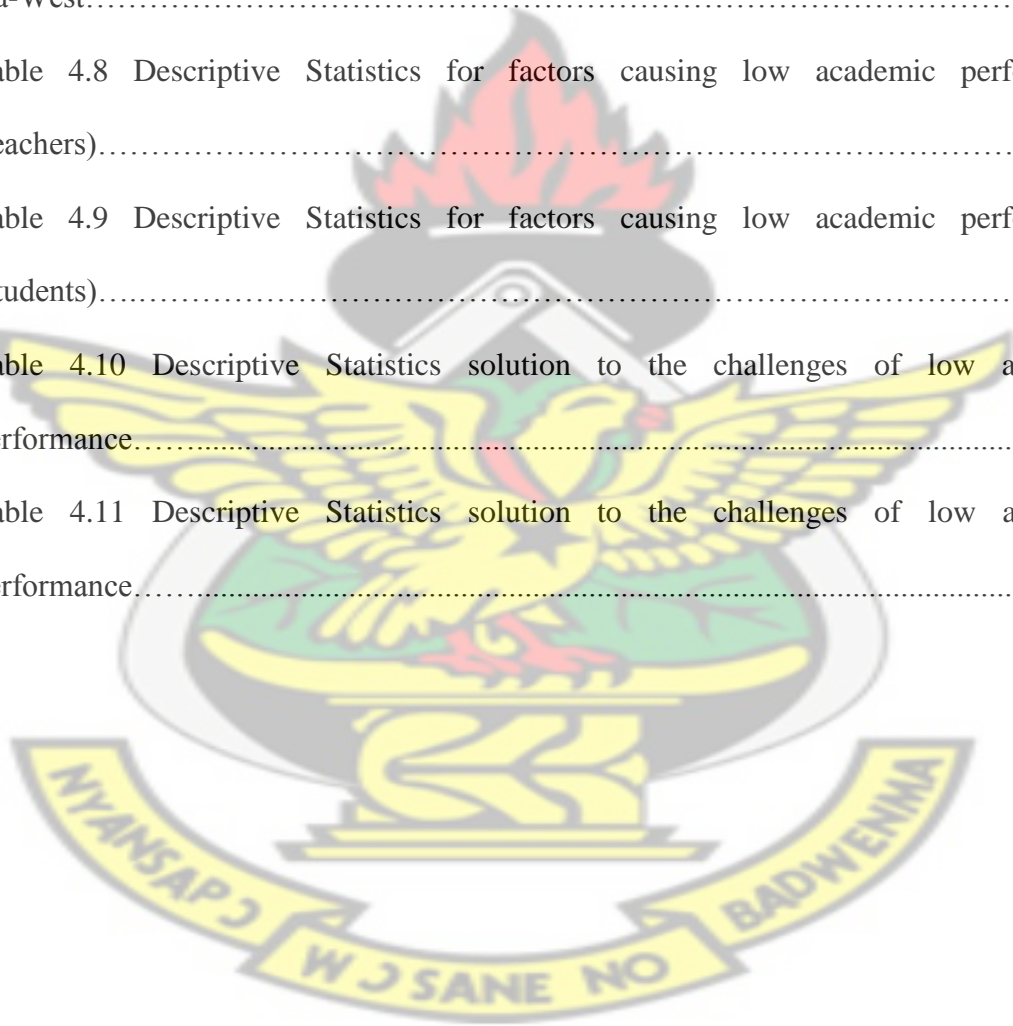 d-West……………………………………………………………………………
able 4.8 Descriptive Statistics for factors causing low academic perf
eachers)……………………………………………………………………………
able 4.9 Descriptive Statistics for factors causing low academic perf
tudents)…..…………………………………………………………………………
able 4.10 Descriptive Statistics solution to the challenges of low a
erformance……...............................................................................
able 4.11 Descriptive Statistics solution to the challenges of low a
erformance……...............................................................................
NYANSAPƆ
WƆSANE NO
BADWENMA